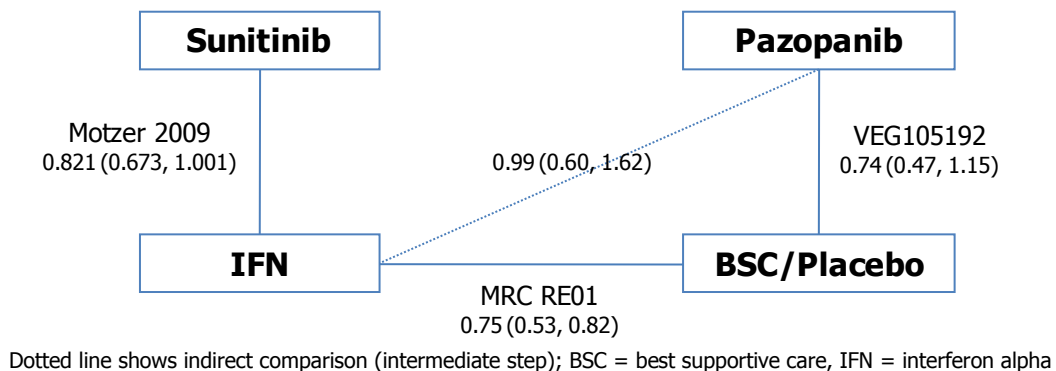 Sunitinib
Pazopanib
Motzer 2009
0.821 (0.673, 1.001)
0.99 (0.60, 1.62)
VEG105192
0.74 (0.47, 1.15)
IFN
BSC/Placebo
MRC RE01
0.75 (0.53, 0.82)
Dotted line shows indirect comparison (intermediate step); BSC = best supportive care, IFN = interferon alpha